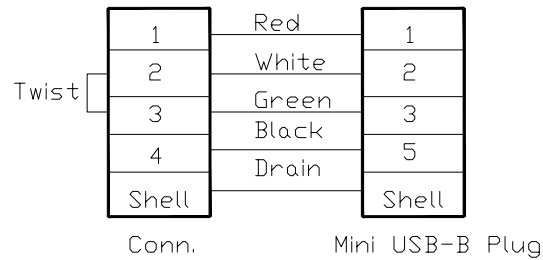 Red
1 1
White
2 2
Twist
Green
3 3
Black
4 5
Drain
Shell Shell
Conn. Mini USB-B Plug